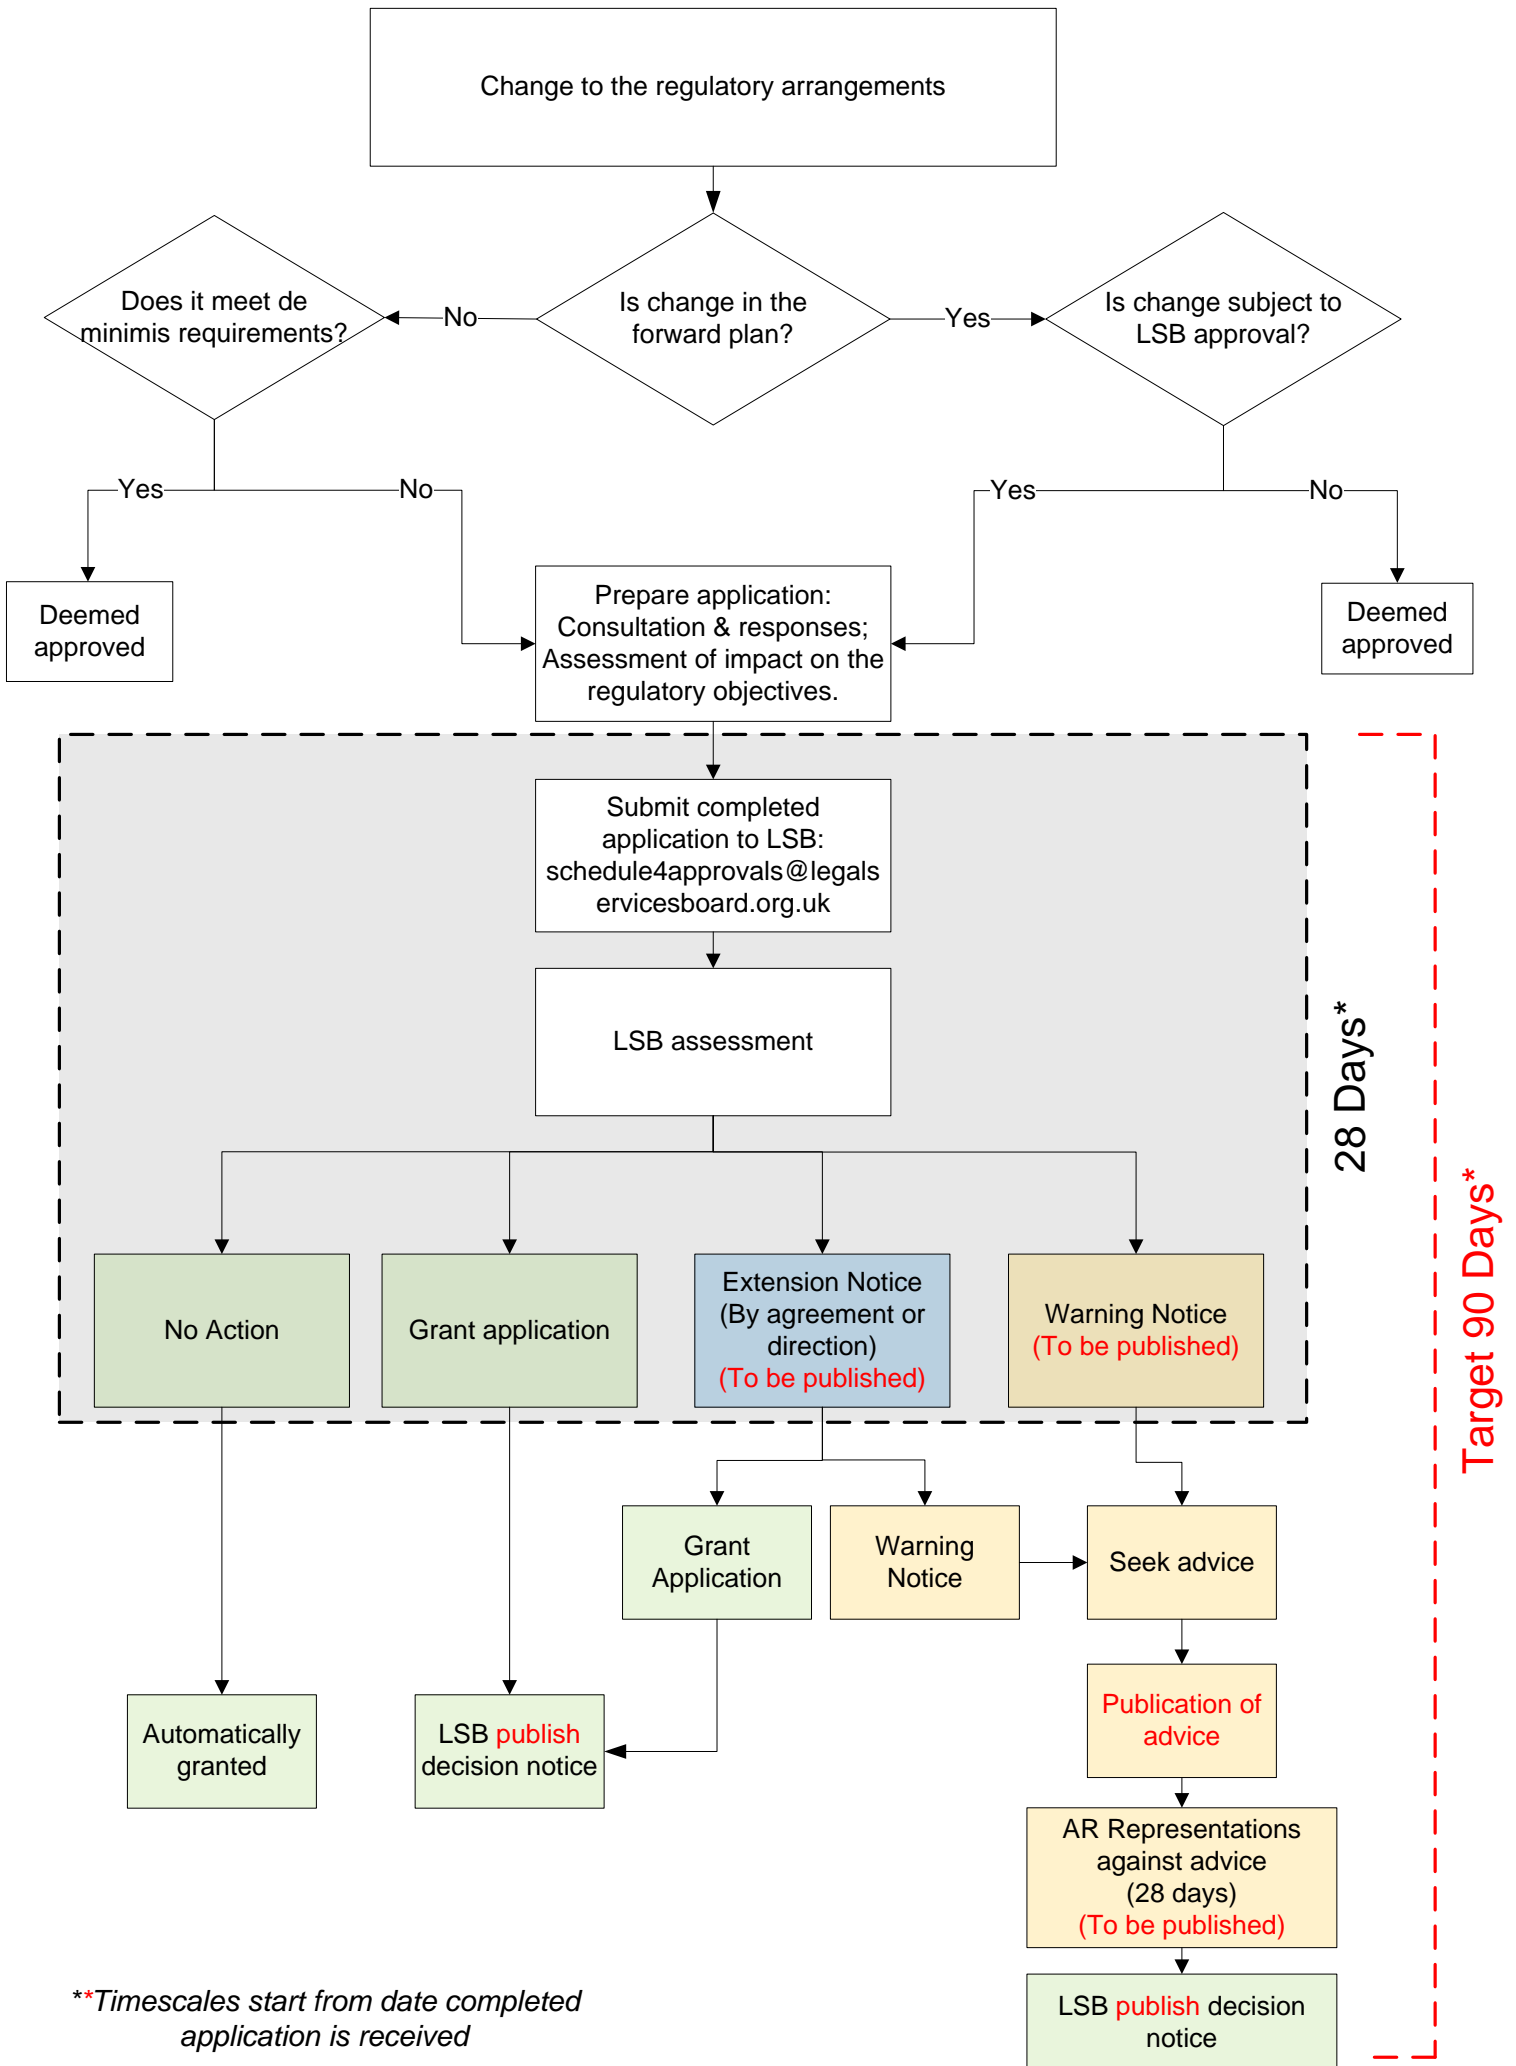 Change to the regulatory arrangements
Does it meet de
minimis requirements?
No
Is change in the
forward plan?
Yes
Is change subject to
LSB approval?
Yes
No
Yes
No
Deemed
approved
Prepare application:
Consultation & responses;
Assessment of impact on the
regulatory objectives.
Deemed
approved
Submit completed
application to LSB:
schedule4approvals@legals
ervicesboard.org.uk
LSB assessment
28 Days*
Target 90 Days*
No Action
Grant application
Extension Notice
(By agreement or
direction)
(To be published)
Warning Notice
(To be published)
Grant
Application
Warning
Notice
Seek advice
Automatically
granted
LSB publish
decision notice
Publication of
advice
AR Representations
against advice
(28 days)
(To be published)
LSB publish decision
notice
**Timescales start from date completed
application is received